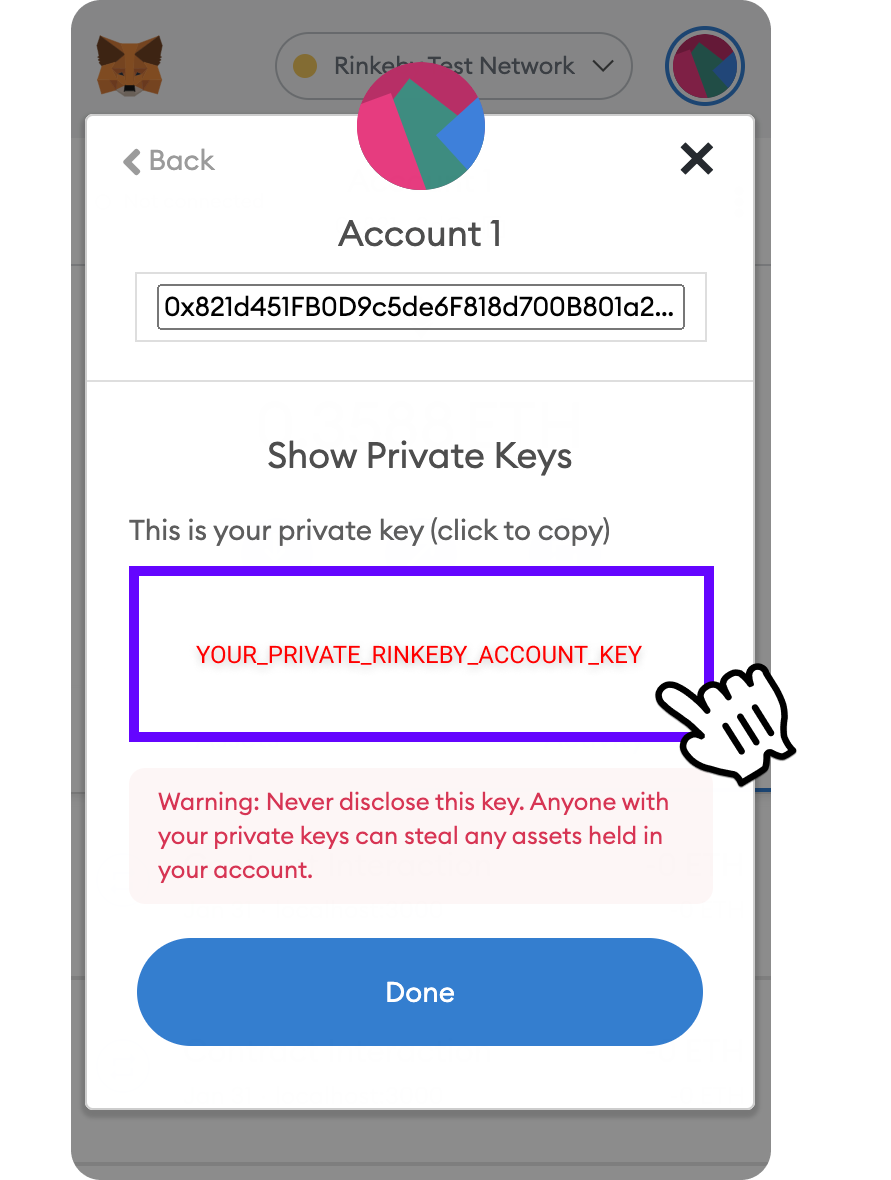 Rinkeby Test Network
Back
Account 1
0x821d451FB0D9c5de6F818d700B801a2...
Show Private Keys
This is your private key (click to copy)
YOUR_PRIVATE_RINKEBY_ACCOUNT_KEY
Warning: Never disclose this key. Anyone with
your private keys can steal any assets held in
your account.
Done